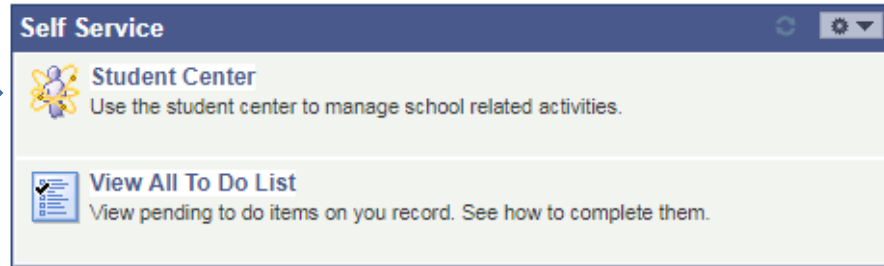 Self Service
Student Center
Use the student center to manage school related activities.
View All To Do List
View pending to do items on you record. See how to complete them.